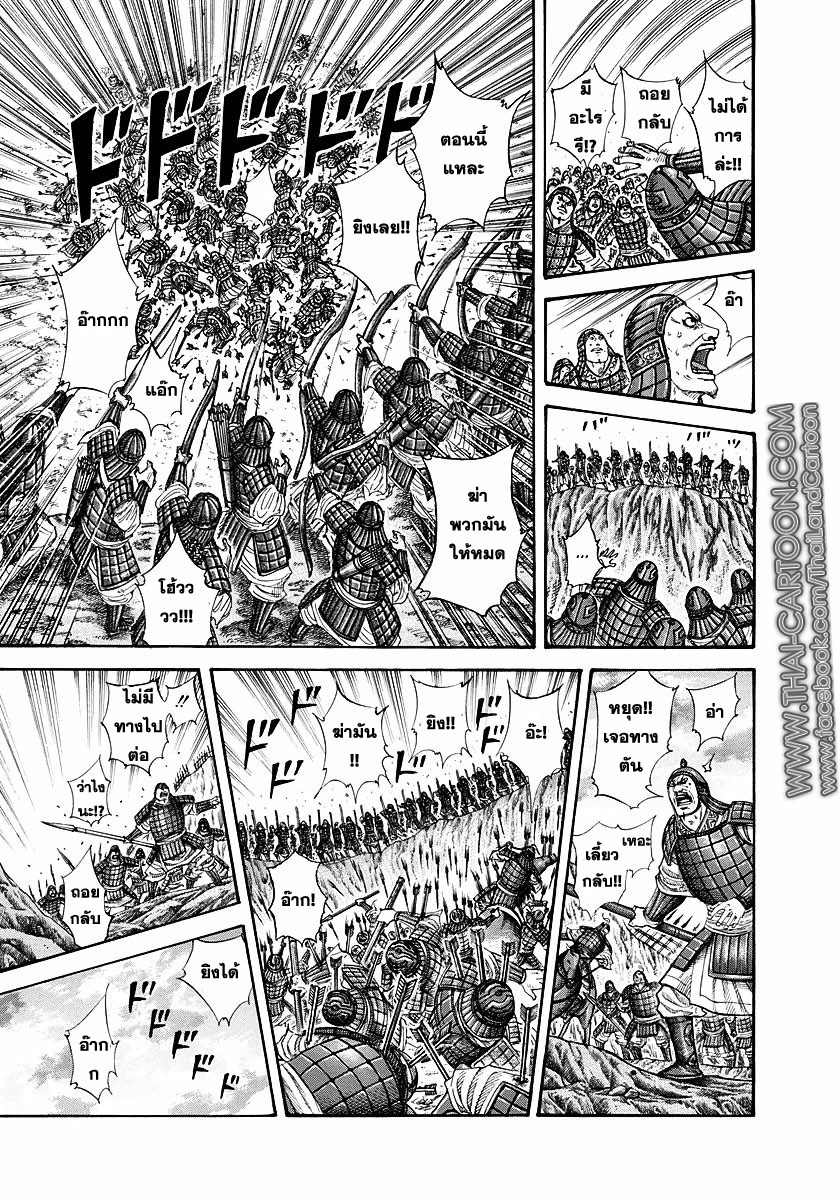 ไม่ได้
การ
ล่ะ!!
ถอย
กลับ
มี
อะไร
รึ!?
อ๊า
...
ตอนนี้
แหละ
ยิงเลย!!
ドドドドド
อ๊ากกก
แอ๊ก
ฆ่า
พวกมัน
ให้หมด
โฮ้วว
วว!!!
อ๋า
หยุด!!
เจอทาง
ตัน
เหอะ
เลี้ยว
กลับ!!
อ๊ะ!
ยิง!!
ฆ่ามัน
!!
ドドド
อ๊าก!
!!
ไม่มี
ทางไป
ต่อ
ว่าไง
นะ!?
ถอย
กลับ
ยิงได้
ドドドド
อ๊าก
ก
WWW.THAI-CARTOON.COM
www.facebook.com/thaiLandCartoon